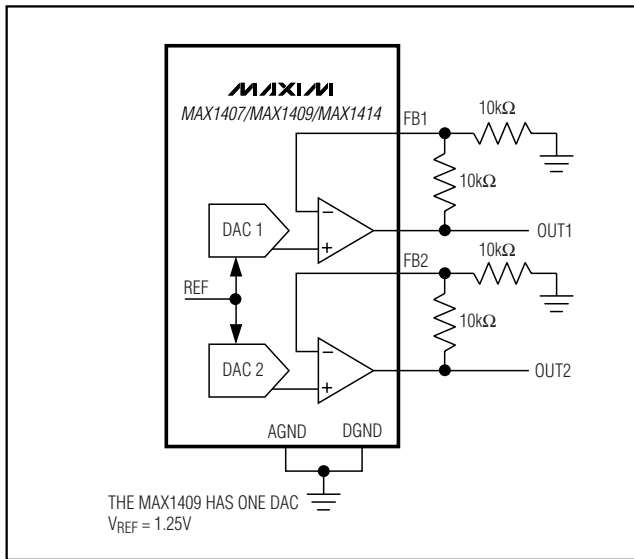 MAXIM
MAX1407/MAX1409/MAX1414
FB1
10kΩ
10kΩ
DAC 1
−
+
OUT1
FB2
10kΩ
REF
10kΩ
DAC 2
−
+
OUT2
AGND
DGND
THE MAX1409 HAS ONE DAC
VREF = 1.25V